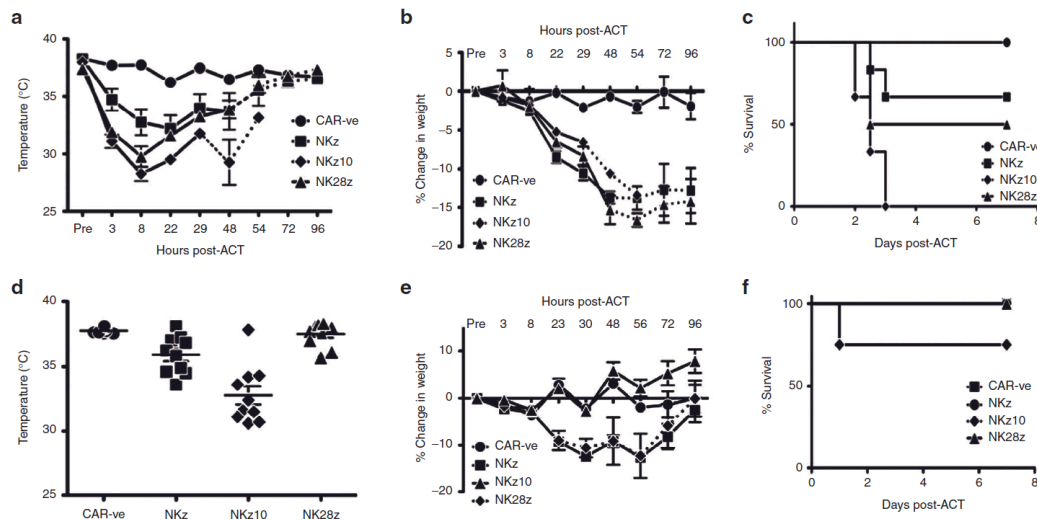 a
Temperature (°C)
40
35
30
25
CAR-ve
NKz
NKz10
NK28z
Pre 3 8 22 29 48 54 72 96
Hours post-ACT
b
Hours post-ACT
Pre 3 8 22 29 48 54 72 96
% Change in weight
5
0
−5
−10
−15
−20
CAR-ve
NKz
NKz10
NK28z
c
% Survival
100
50
0
CAR-ve
NKz
NKz10
NK28z
0 2 4 6 8
Days post-ACT
d
Temperature (°C)
40
35
30
25
CAR-ve NKz NKz10 NK28z
e
Hours post-ACT
Pre 3 8 23 30 48 56 72 96
% Change in weight
10
0
−10
−20
CAR-ve
NKz
NKz10
NK28z
f
% Survival
100
50
0
CAR-ve
NKz
NKz10
NK28z
0 2 4 6 8
Days post-ACT